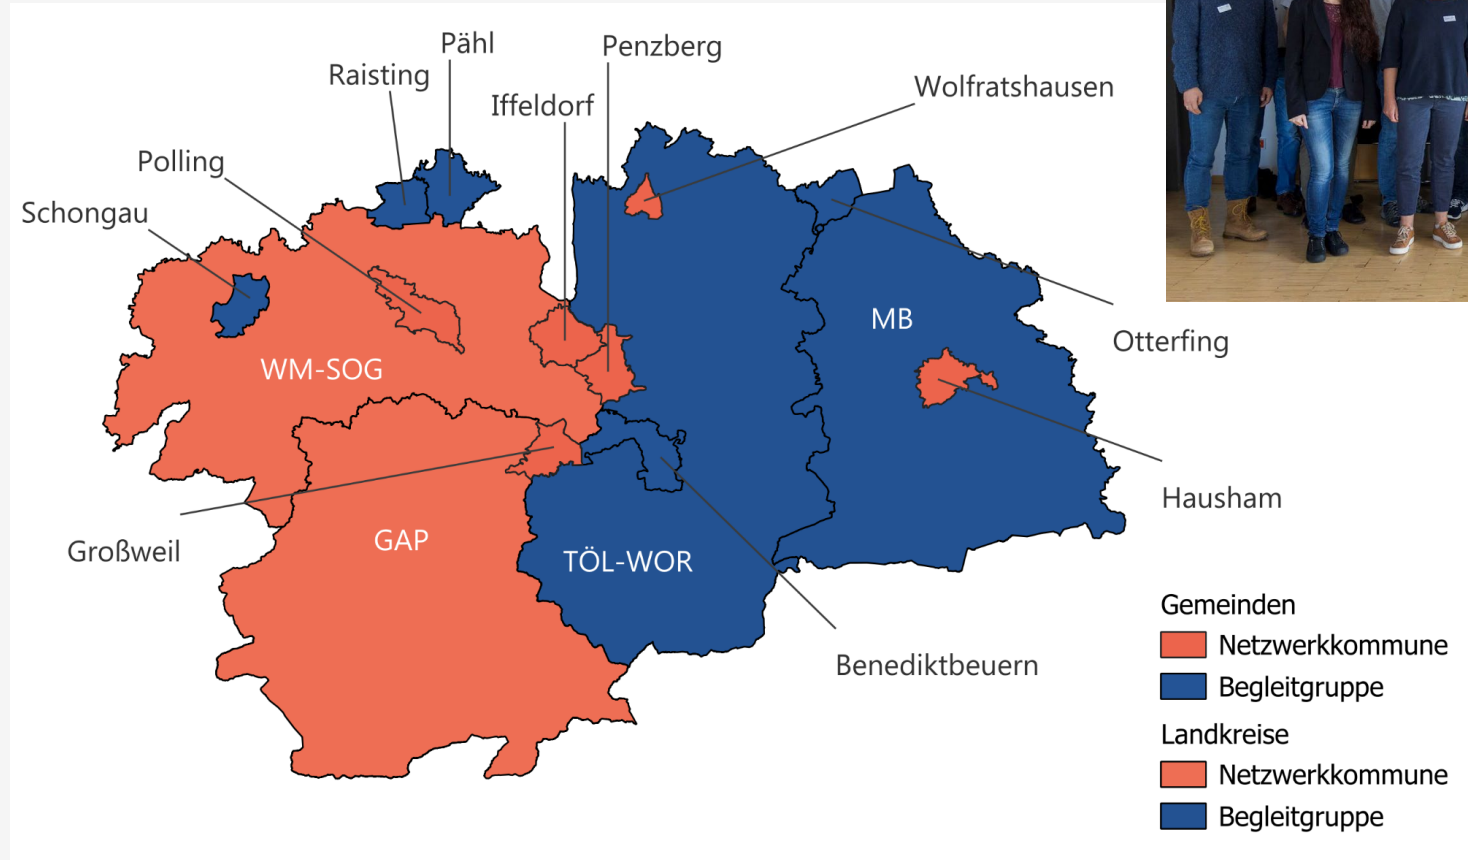 Pähl
Penzberg
Raisting
Wolfratshausen
Iffeldorf
Polling
Schongau
MB
Otterfing
WM-SOG
Hausham
GAP
Großweil
TÖL-WOR
Gemeinden
Netzwerkkommune
Benediktbeuern
Begleitgruppe
Landkreise
Netzwerkkommune
Begleitgruppe